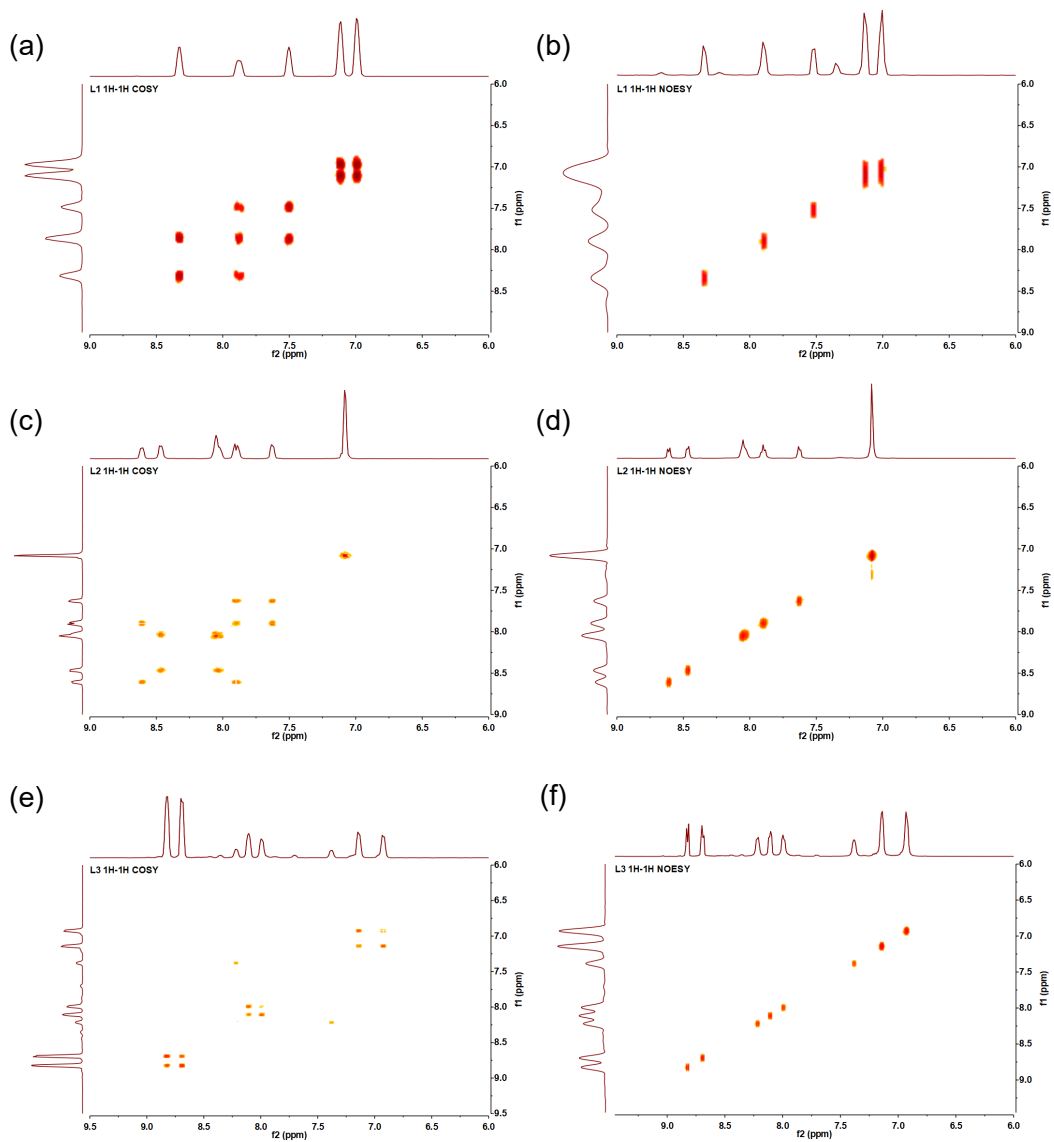 (a)
L1 1H-1H COSY
6.0
6.5
7.0
7.5
8.0
8.5
9.0
f1 (ppm)
9.0 8.5 8.0 7.5 7.0 6.5 6.0
f2 (ppm)
(b)
L1 1H-1H NOESY
6.0
6.5
7.0
7.5
8.0
8.5
9.0
f1 (ppm)
9.0 8.5 8.0 7.5 7.0 6.5 6.0
f2 (ppm)
(c)
L2 1H-1H COSY
6.0
6.5
7.0
7.5
8.0
8.5
9.0
f1 (ppm)
9.0 8.5 8.0 7.5 7.0 6.5 6.0
f2 (ppm)
(d)
L2 1H-1H NOESY
6.0
6.5
7.0
7.5
8.0
8.5
9.0
f1 (ppm)
9.0 8.5 8.0 7.5 7.0 6.5 6.0
f2 (ppm)
(e)
L3 1H-1H COSY
6.0
6.5
7.0
7.5
8.0
8.5
9.0
9.5
f1 (ppm)
9.5 9.0 8.5 8.0 7.5 7.0 6.5 6.0
f2 (ppm)
(f)
L3 1H-1H NOESY
6.0
6.5
7.0
7.5
8.0
8.5
9.0
f1 (ppm)
9.0 8.5 8.0 7.5 7.0 6.5 6.0
f2 (ppm)